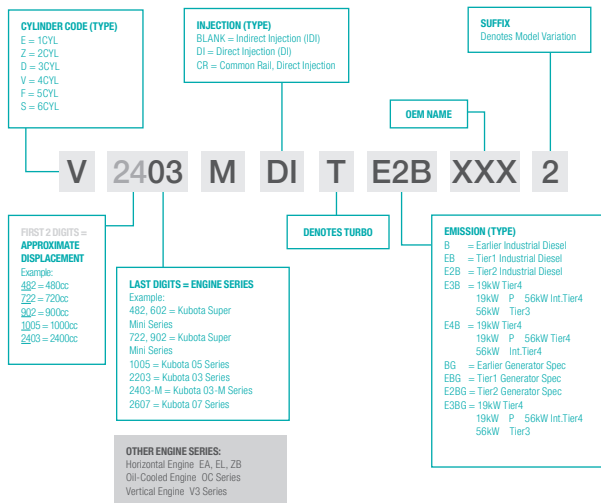 CYLINDER CODE (TYPE)
E = 1CYL
Z = 2CYL
D = 3CYL
V = 4CYL
F = 5CYL
S = 6CYL
INJECTION (TYPE)
BLANK = Indirect Injection (IDI)
DI = Direct Injection (DI)
CR = Common Rail, Direct Injection
SUFFIX
Denotes Model Variation
OEM NAME
V 2403 M DI T E2B XXX 2
FIRST 2 DIGITS =
APPROXIMATE
DISPLACEMENT
Example:
482 = 480cc
722 = 720cc
902 = 900cc
1005 = 1000cc
2403 = 2400cc
LAST DIGITS = ENGINE SERIES
Example:
482, 602 = Kubota Super
Mini Series
722, 902 = Kubota Super
Mini Series
1005 = Kubota 05 Series
2203 = Kubota 03 Series
2403-M = Kubota 03-M Series
2607 = Kubota 07 Series
DENOTES TURBO
EMISSION (TYPE)
B = Earlier Industrial Diesel
EB = Tier1 Industrial Diesel
E2B = Tier2 Industrial Diesel
E3B = 19kW Tier4
19kW P 56kW Int.Tier4
56kW Tier3
E4B = 19kW Tier4
19kW P 56kW Tier4
56kW Int.Tier4
BG = Earlier Generator Spec
EBG = Tier1 Generator Spec
E2BG = Tier2 Generator Spec
E3BG = 19kW Tier4
19kW P 56kW Int.Tier4
56kW Tier3
OTHER ENGINE SERIES:
Horizontal Engine EA, EL, ZB
Oil-Cooled Engine OC Series
Vertical Engine V3 Series